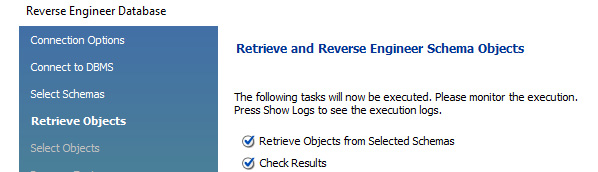 Reverse Engineer Database
Connection Options
Connect to DBMS
Select Schemas
Retrieve Objects
Select Objects
Retrieve and Reverse Engineer Schema Objects
The following tasks will now be executed. Please monitor the execution.
Press Show Logs to see the execution logs.
Retrieve Objects from Selected Schemas
Check Results